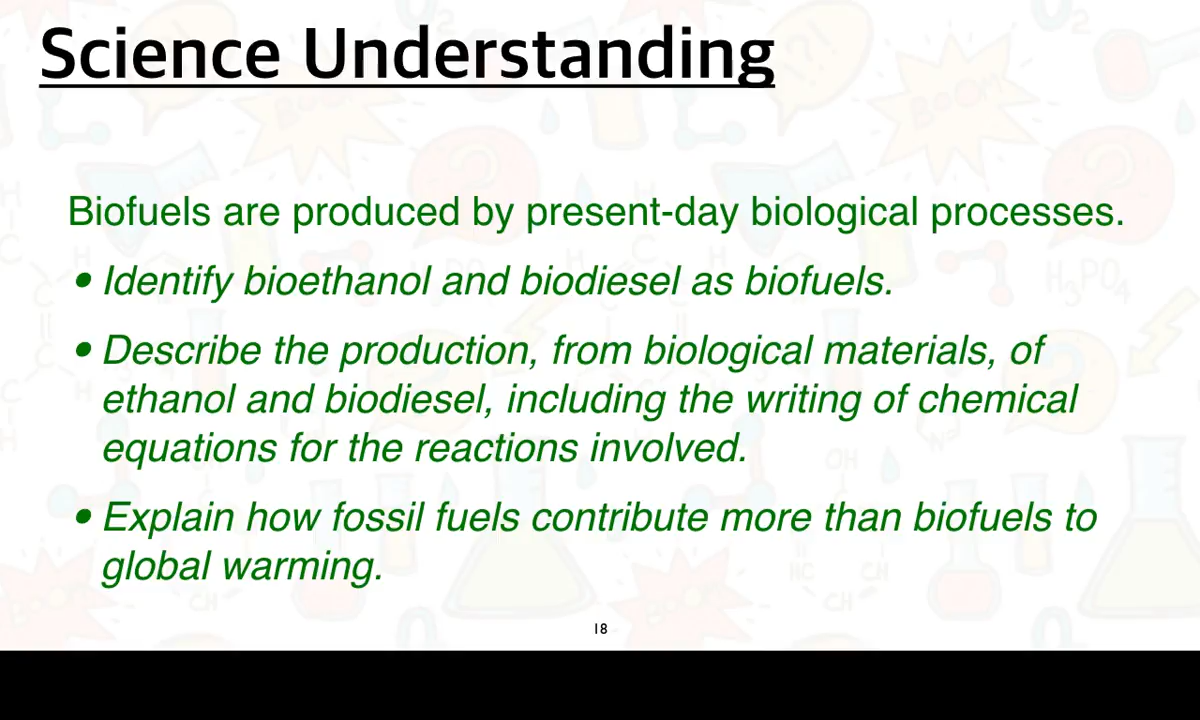 Science Understanding
Biofuels are produced by present-day biological processes.
• Identify bioethanol and biodiesel as biofuels.
• Describe the production, from biological materials, of
ethanol and biodiesel, including the writing of chemical
equations for the reactions involved.
• Explain how fossil fuels contribute more than biofuels to
global warming.
18